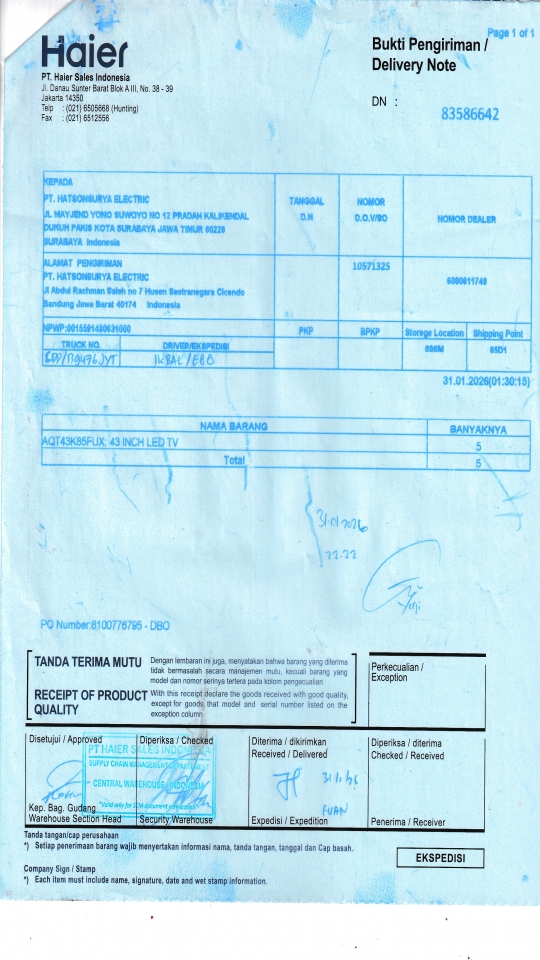 Page 1 of 1
Haier
Bukti Pengiriman /
Delivery Note
PT. Haier Sales Indonesia
Jl. Danau Sunter Barat Blok A III, No. 38 - 39
Jakarta 14350
Telp : (021) 6505668 (Hunting)
Fax : (021) 6512556
DN :
83586642
KEPADA
PT. HATSONSURYA ELECTRIC
JL MAYJEND YONO SUWOYO NO 12 PRADAH KALIKENDAL
DUKUH PAKIS KOTA SURABAYA JAWA TIMUR 60226
SURABAYA Indonesia
TANGGAL
D.N
NOMOR
D.O.V/SO
NOMOR DEALER
ALAMAT PENGIRIMAN
PT. HATSONSURYA ELECTRIC
Jl Abdul Rachman Saleh no 7 Husen Sastranegara Cicendo
Bandung Jawa Barat 40174 Indonesia
10571325
NPWP:
PKP
BPKP
Storage Location
Shipping Point
TRUCK NO.
DRIVER/EKSPEDISI
IKBAL/EBO
31.01.2026(01:30:15)
NAMA BARANG
BANYAKNYA
AQT43K85FUX: 43 INCH LED TV
5
Total
5
31/01 2026
22.22
PO Number:8100776795 - DBO
TANDA TERIMA MUTU
Dengan lembaran ini juga, menyatakan bahwa barang yang diterima
tidak bermasalah secara manajemen mutu, kecuali barang yang
model dan nomor serinya tertera pada kolom pengecualian
RECEIPT OF PRODUCT
QUALITY
With this receipt declare the goods received with good quality,
except for goods that model and serial number listed on the
exception column
Perkecualian /
Exception
Disetujui / Approved
Diperiksa / Checked
Diterima / dikirimkan
Received / Delivered
Diperiksa / diterima
Checked / Received
PT HAIER SALES INDONESIA
SUPPLY CHAIN MANAGEMENT DEPARTEMENT
CENTRAL WAREHOUSE INDONESIA
*Valid only for SCM document
Kep. Bag. Gudang
Warehouse Section Head
Security Warehouse
Expedisi / Expedition
Penerima / Receiver
Tanda tangan/cap perusahaan
*) Setiap penerimaan barang wajib menyertakan informasi nama, tanda tangan, tanggal dan Cap basah.
EKSPEDISI
Company Sign / Stamp
*) Each item must include name, signature, date and wet stamp information.